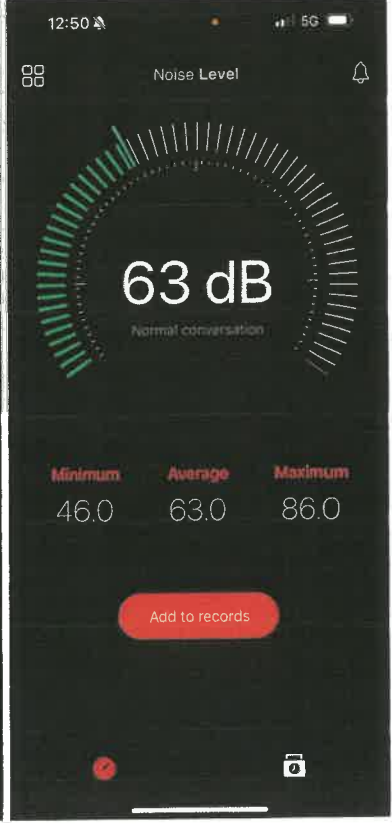 12:50
5G
Noise Level
63 dB
Normal conversation
Minimum Average Maximum
46.0 63.0 86.0
Add to records